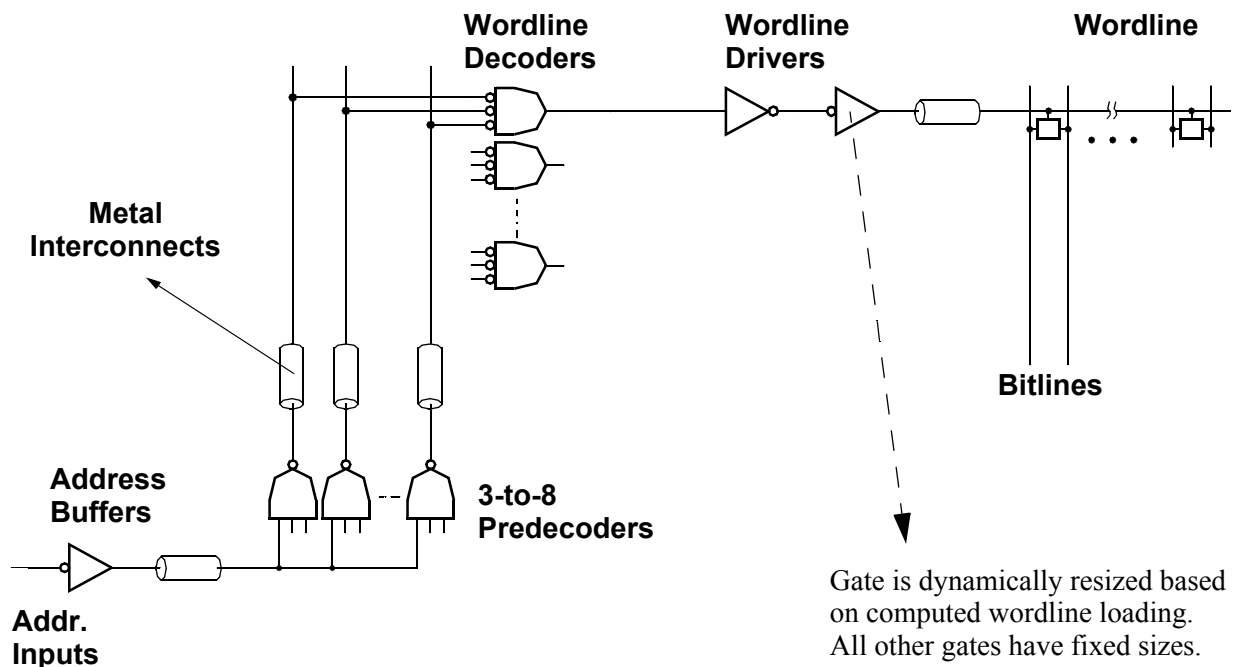 Wordline
Decoders
Wordline
Drivers
Wordline
Metal
Interconnects
Bitlines
Address
Buffers
3-to-8
Predecoders
Addr.
Inputs
Gate is dynamically resized based
on computed wordline loading.
All other gates have fixed sizes.